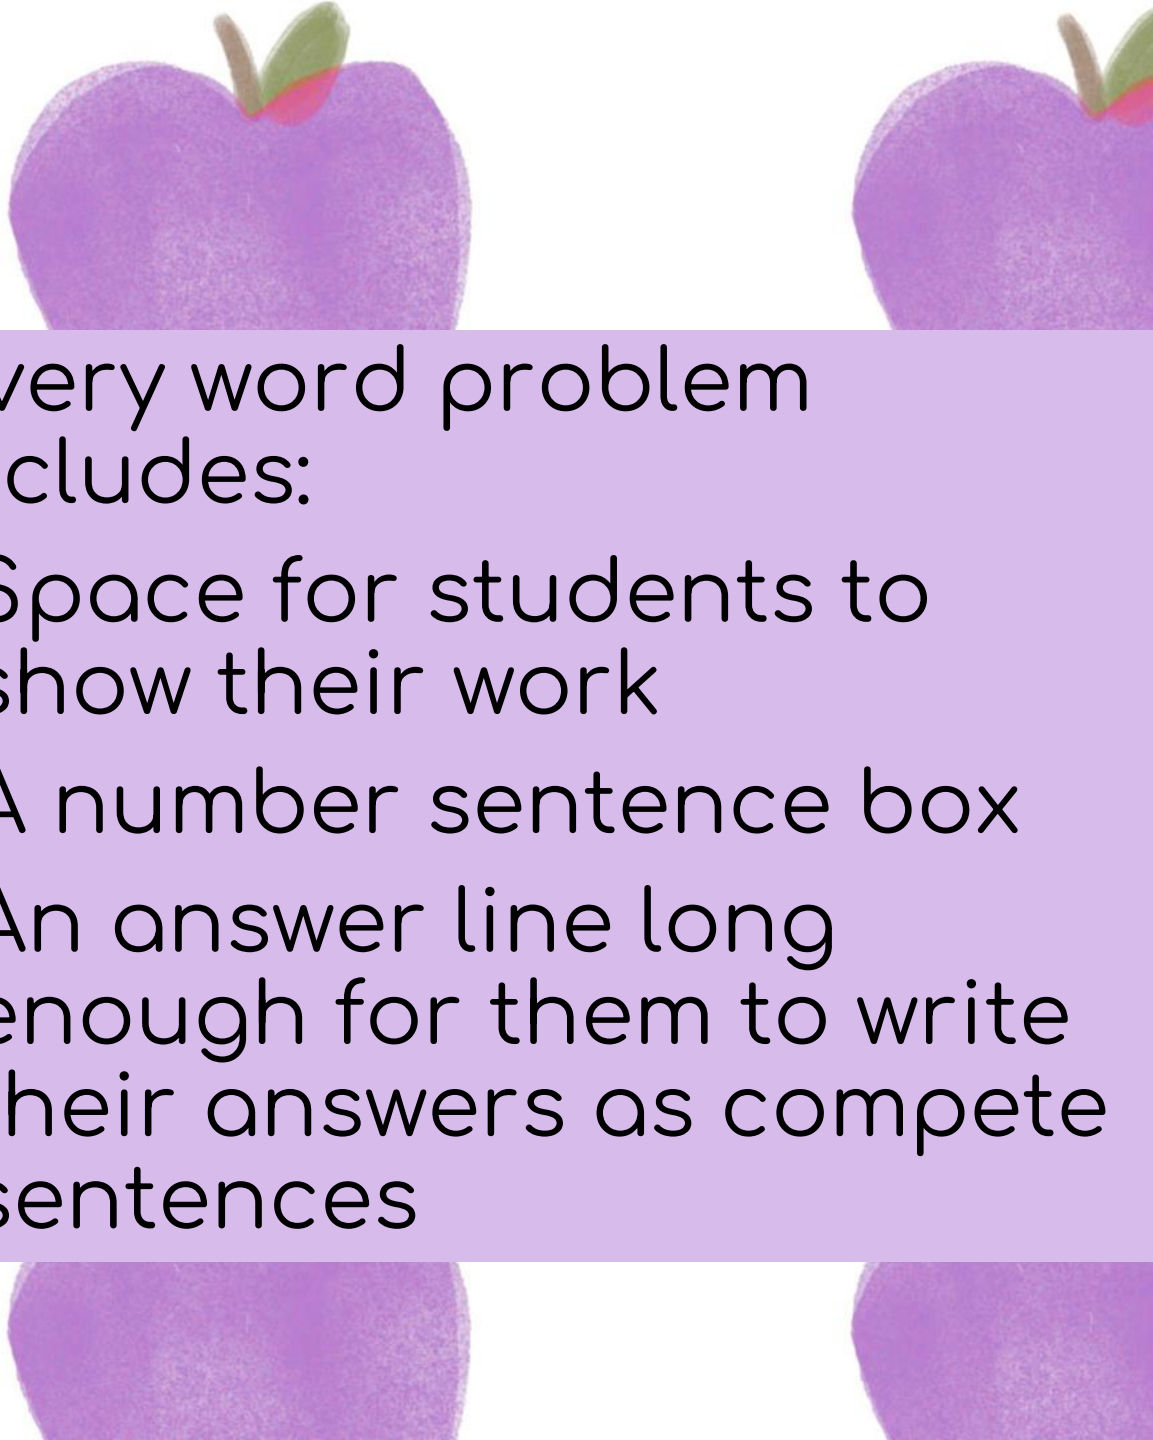 very word problem
cludes:
Space for students to
show their work
A number sentence box
An answer line long
enough for them to write
heir answers as compete
sentences